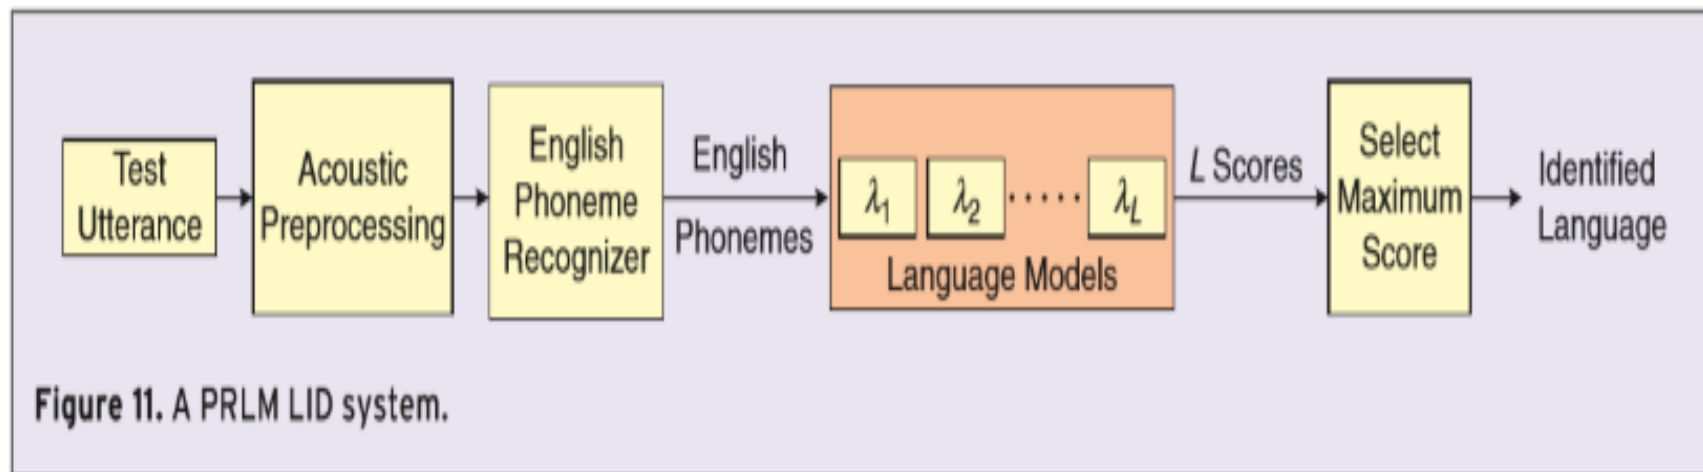 Test
Utterance
Acoustic
Preprocessing
English
Phoneme
Recognizer
English
Phonemes
λ1 λ2 ····· λL
Language Models
L Scores
Select
Maximum
Score
Identified
Language
Figure 11. A PRLM LID system.